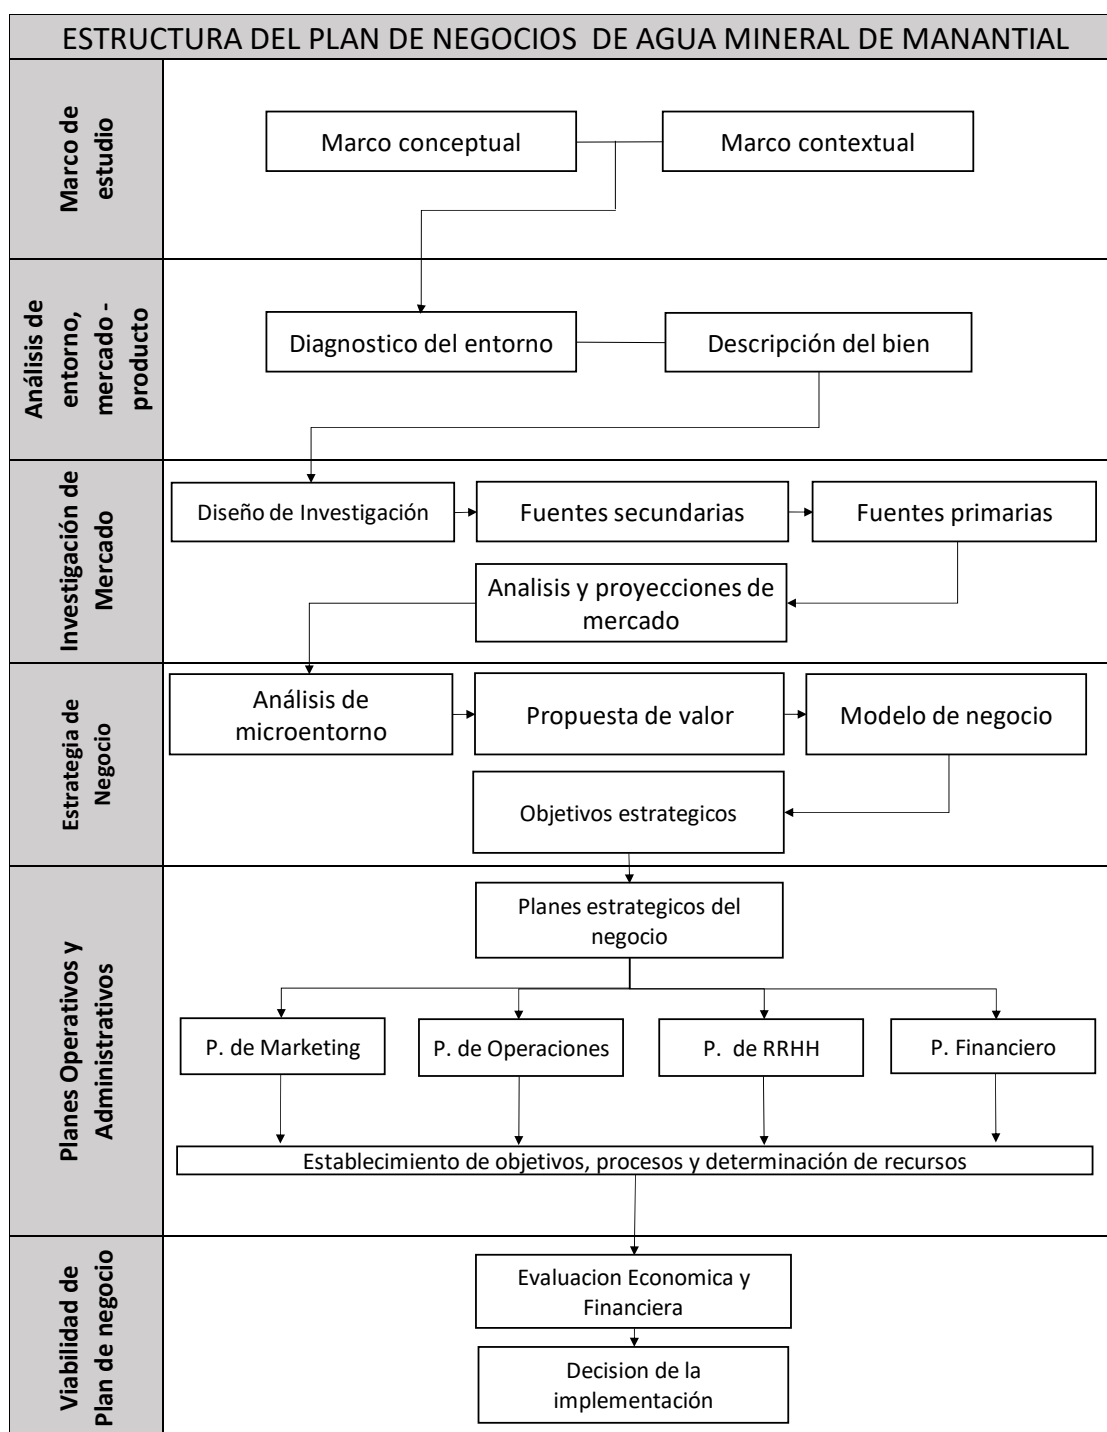 ESTRUCTURA DEL PLAN DE NEGOCIOS  DE AGUA MINERAL DE MANANTIAL
Marco de
estudio
Marco conceptual
Marco contextual
Análisis de
entorno,
mercado -
producto
Diagnostico del entorno
Descripción del bien
Investigación de
Mercado
Diseño de Investigación
Fuentes secundarias
Fuentes primarias
Analisis y proyecciones de
mercado
Estrategia de
Negocio
Análisis de
microentorno
Propuesta de valor
Modelo de negocio
Objetivos estrategicos
Planes Operativos y
Administrativos
Planes estrategicos del
negocio
P. de Marketing
P. de Operaciones
P.  de RRHH
P. Financiero
Establecimiento de objetivos, procesos y determinación de recursos
Viabilidad de
Plan de negocio
Evaluacion Economica y
Financiera
Decision de la
implementación